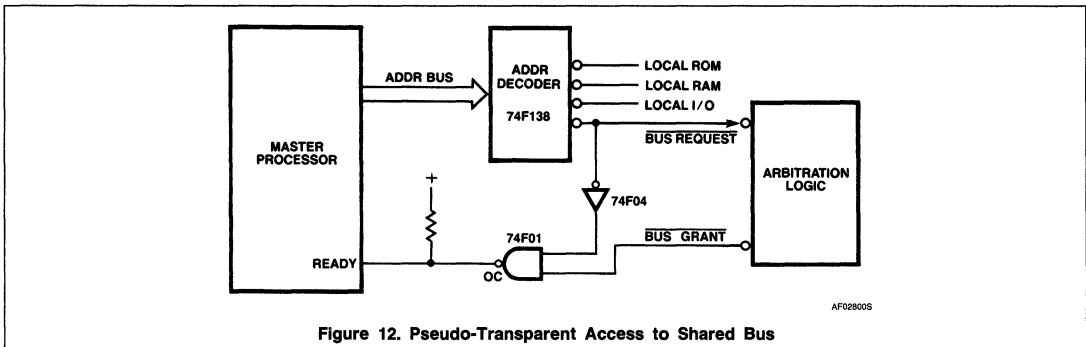 MASTER
PROCESSOR
READY
ADDR BUS
ADDR
DECODER
74F138
LOCAL ROM
LOCAL RAM
LOCAL I/O
BUS REQUEST
ARBITRATION
LOGIC
+
74F04
74F01
OC
BUS GRANT
AF02800S
Figure 12. Pseudo-Transparent Access to Shared Bus